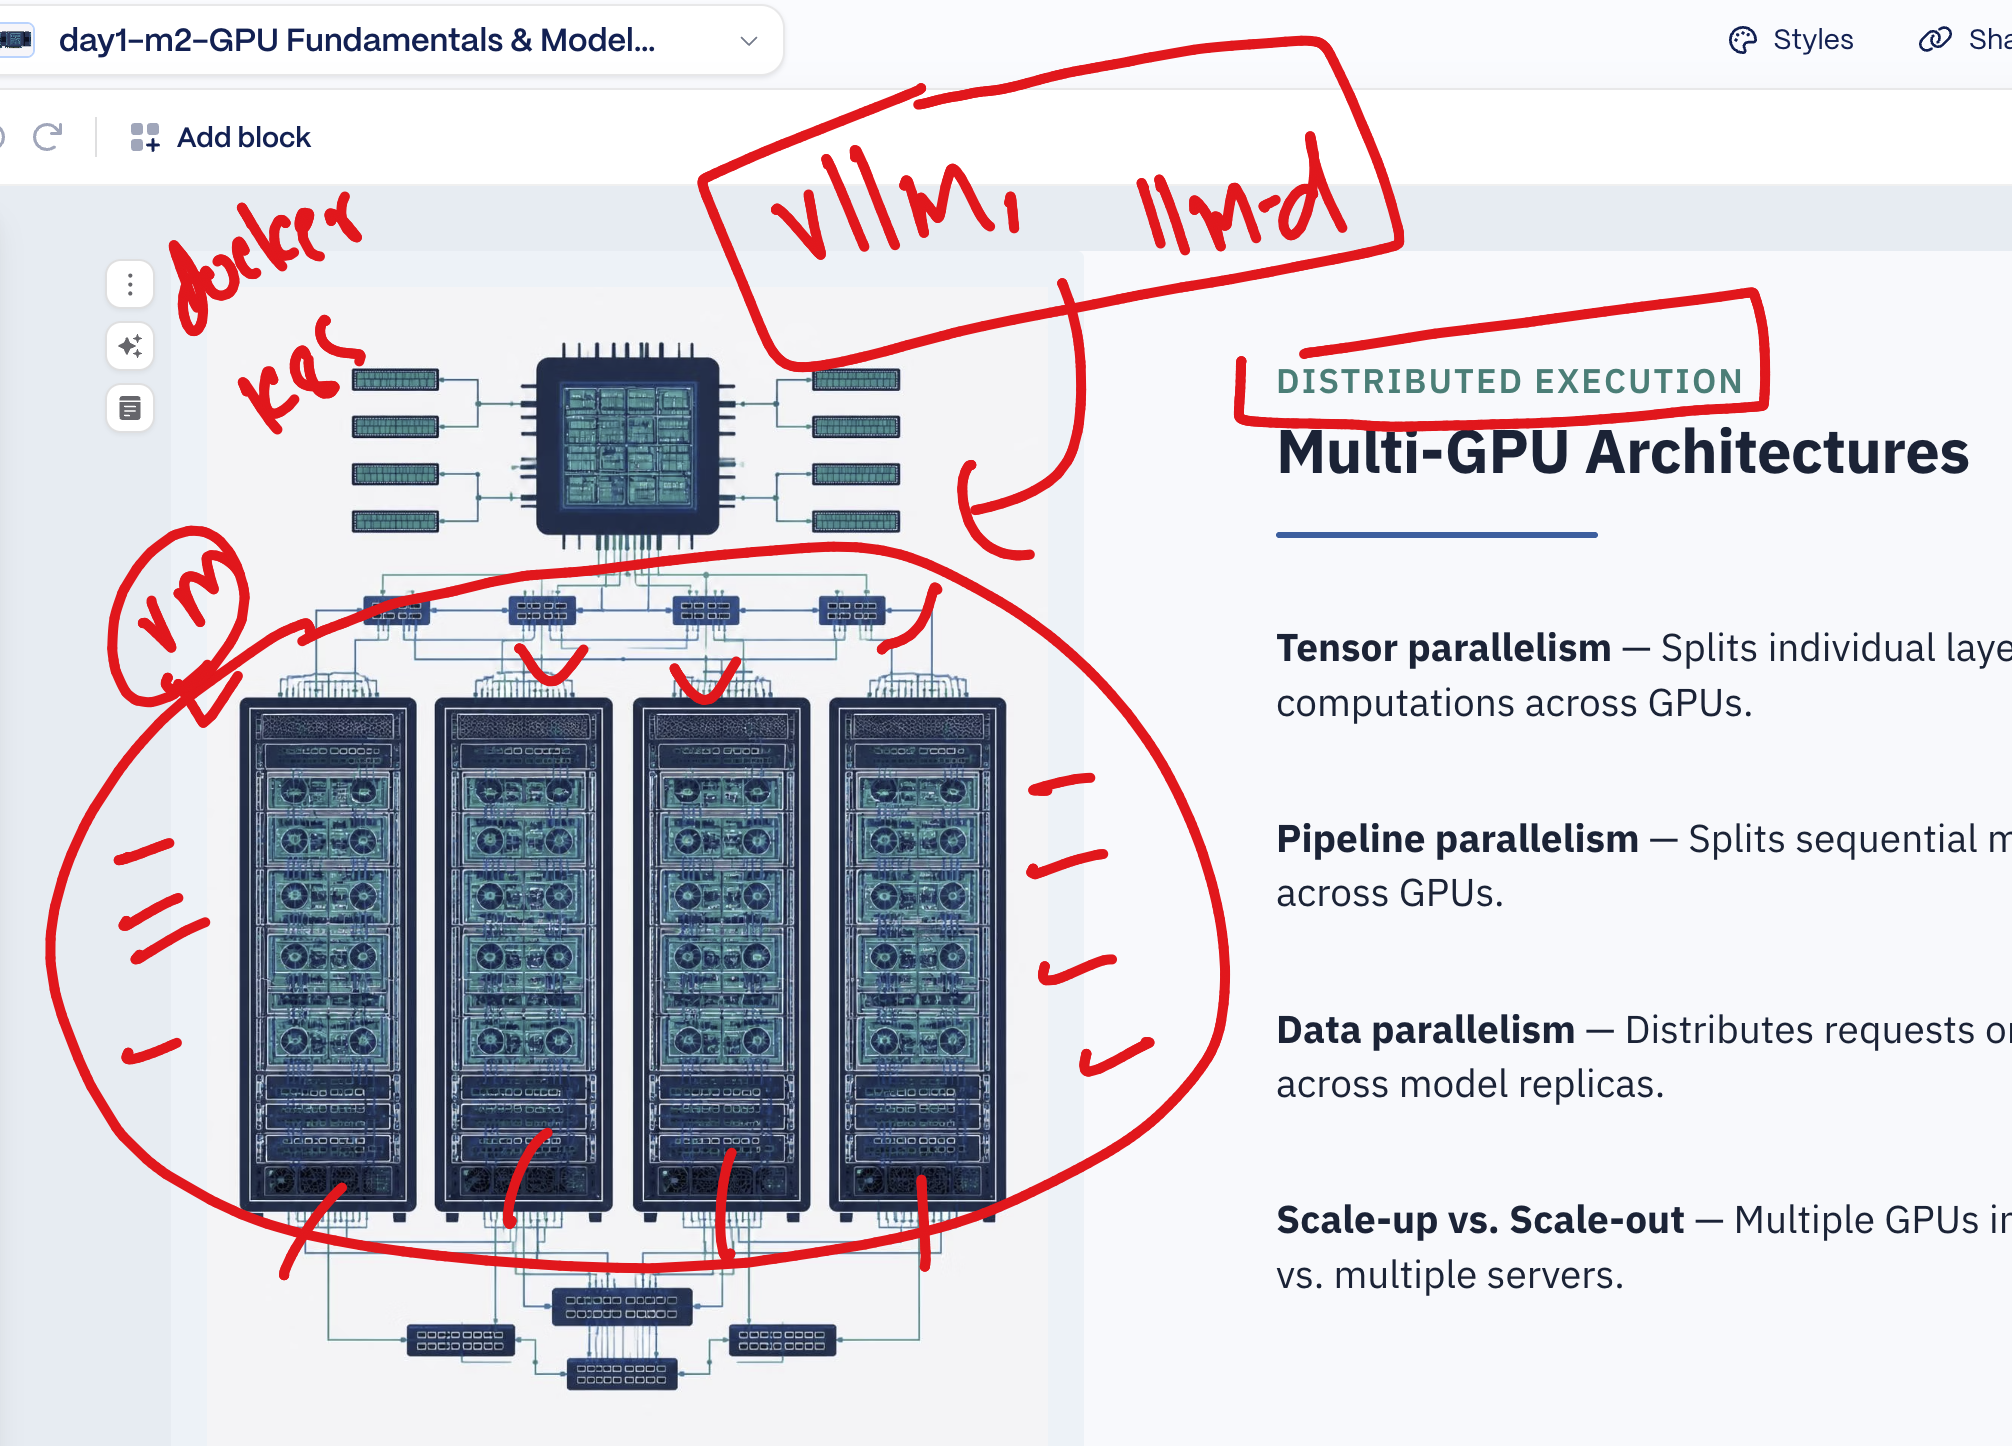 day1-m2-GPU Fundamentals & Model...
Styles
Add block
vllm,
llm-d
docker
k8s
vm
DISTRIBUTED EXECUTION
Multi-GPU Architectures
Tensor parallelism — Splits individual
computations across GPUs.
Pipeline parallelism — Splits sequential
across GPUs.
Data parallelism — Distributes requests
across model replicas.
Scale-up vs. Scale-out — Multiple GPUs
vs. multiple servers.